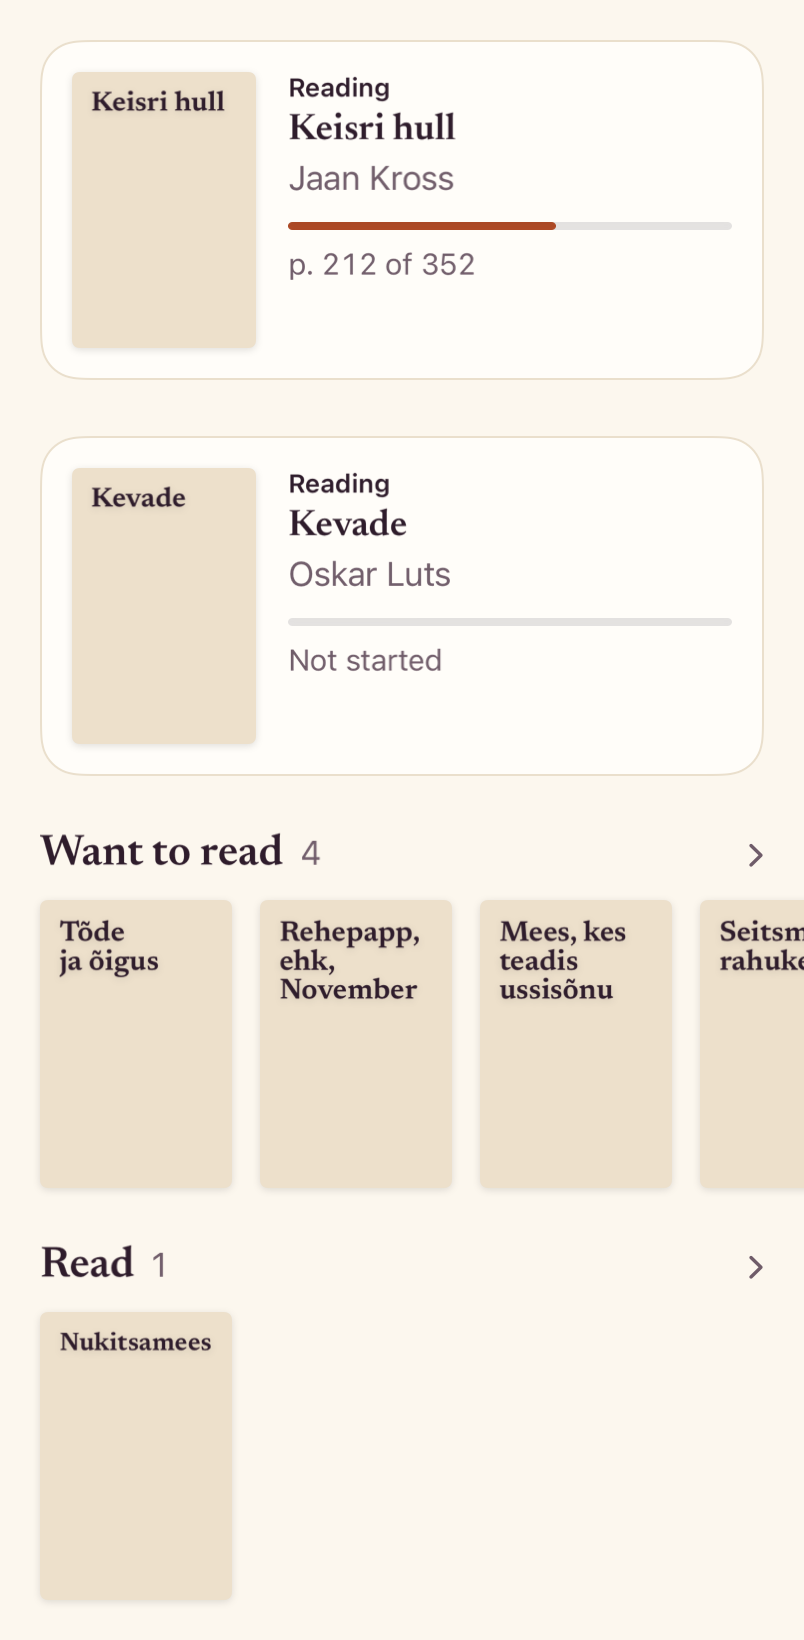 Keisri hull
Reading
Keisri hull
Jaan Kross
p. 212 of 352
Kevade
Reading
Kevade
Oskar Luts
Not started
Want to read 4
Tõde
ja õigus
Rehepapp,
ehk,
November
Mees, kes
teadis
ussisõnu
Read 1
Nukitsamees